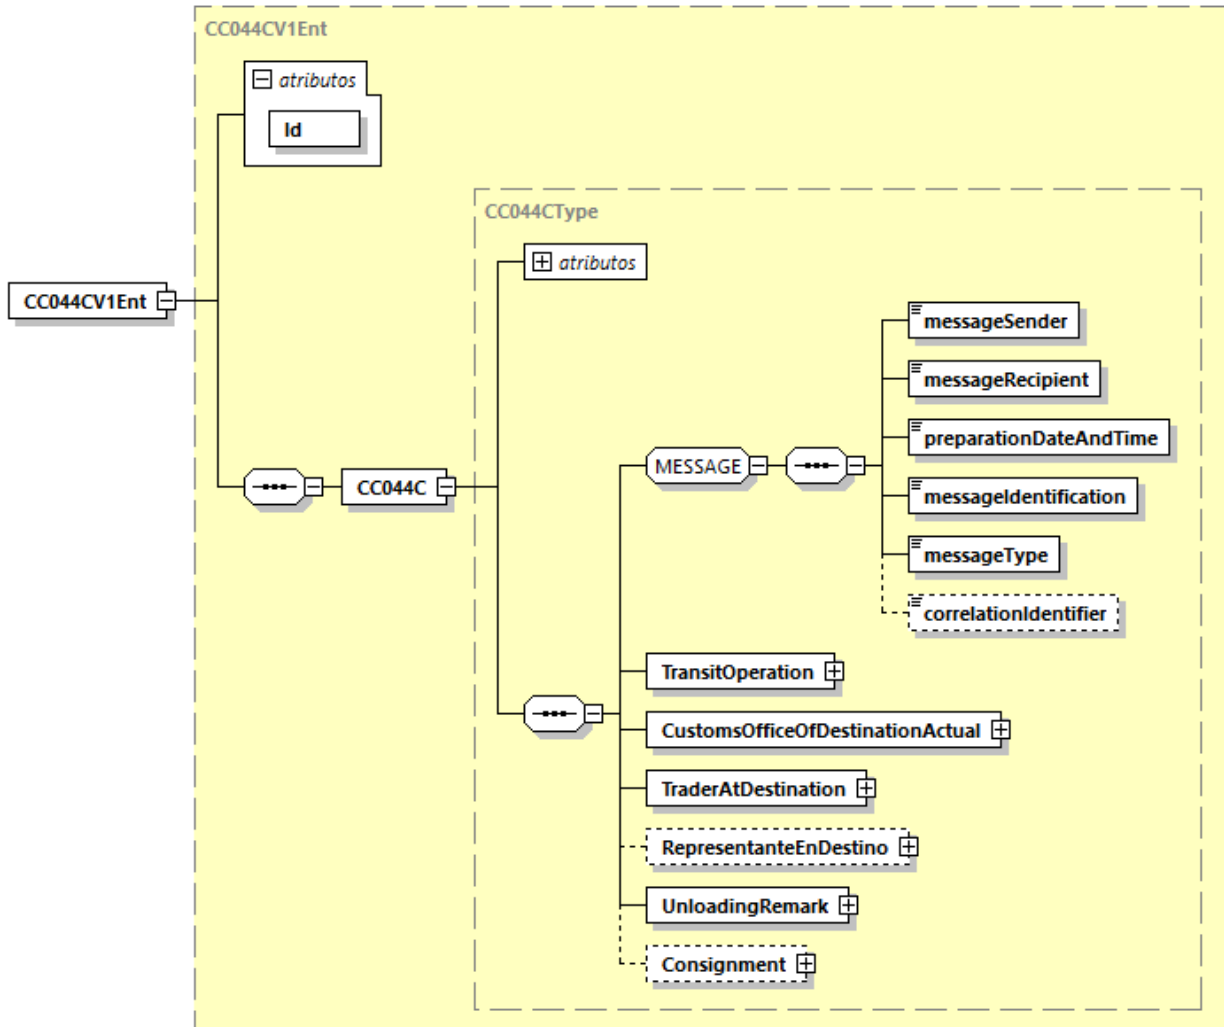 CC044CV1Ent
atributos
Id
CC044CType
atributos
CC044CV1Ent
messageSender
messageRecipient
preparationDateAndTime
MESSAGE
CC044C
messageIdentification
messageType
correlationIdentifier
TransitOperation
CustomsOfficeOfDestinationActual
TraderAtDestination
RepresentanteEnDestino
UnloadingRemark
Consignment